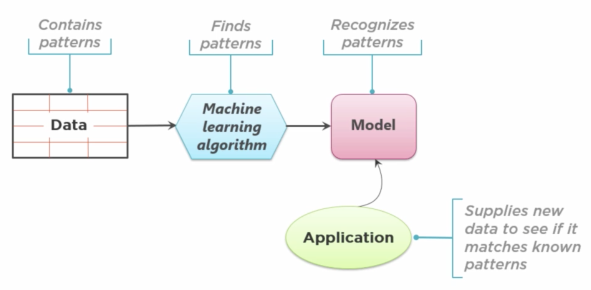 Contains
patterns
Finds
patterns
Recognizes
patterns
Data
Machine
learning
algorithm
Model
Application
Supplies new
data to see if it
matches known
patterns